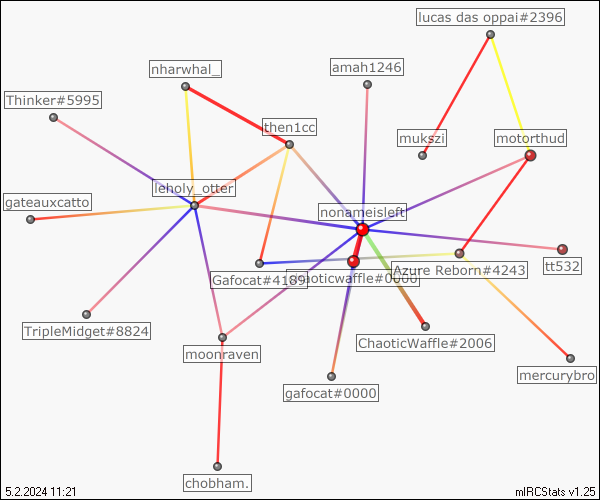 lucas das oppai#2396
nharwhal_
amah1246
Thinker#5995
then1cc
mukszi
motorthud
leholy_otter
gateauxcatto
nonameisleft
Gafocat#4189
chaoticwaffle#0000
Azure Reborn#4243
tt532
TripleMidget#8824
moonraven
ChaoticWaffle#2006
mercurybro
gafocat#0000
chobham.
5.2.2024 11:21
mIRCStats v1.25